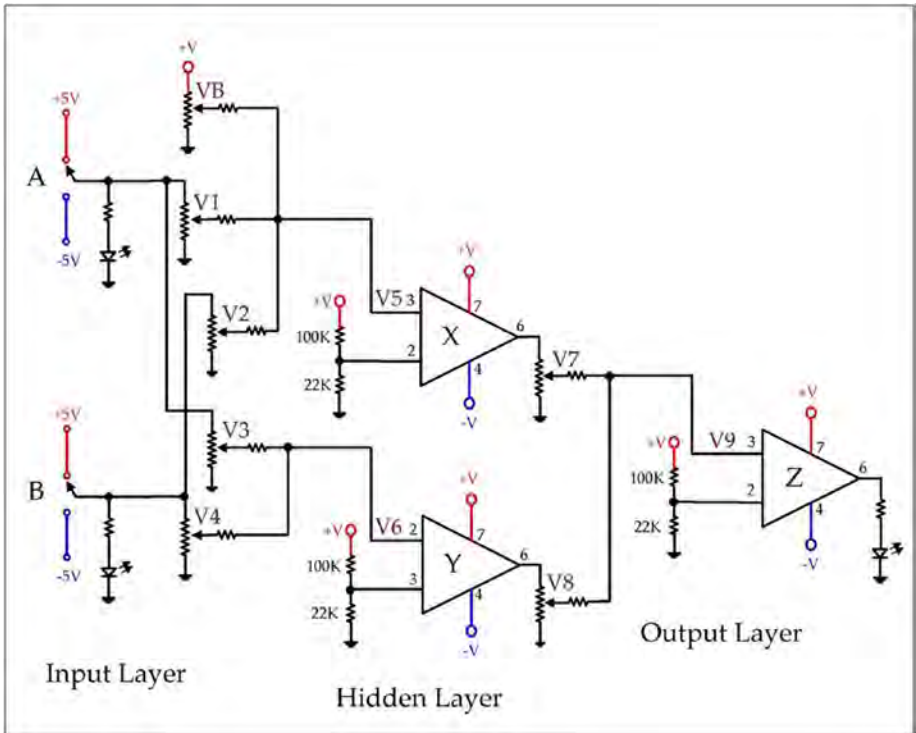 +V
+5V
VB
A
V1
-5V
+V
V2
+V
V5
3
7
X
6
100K
2
4
22K
-V
V7
+5V
V3
+V
B
+V
V9
3
7
Z
6
100K
2
4
22K
-V
V4
+V
V6
2
7
Y
6
100K
3
4
22K
-V
V8
-5V
Output Layer
Input Layer
Hidden Layer